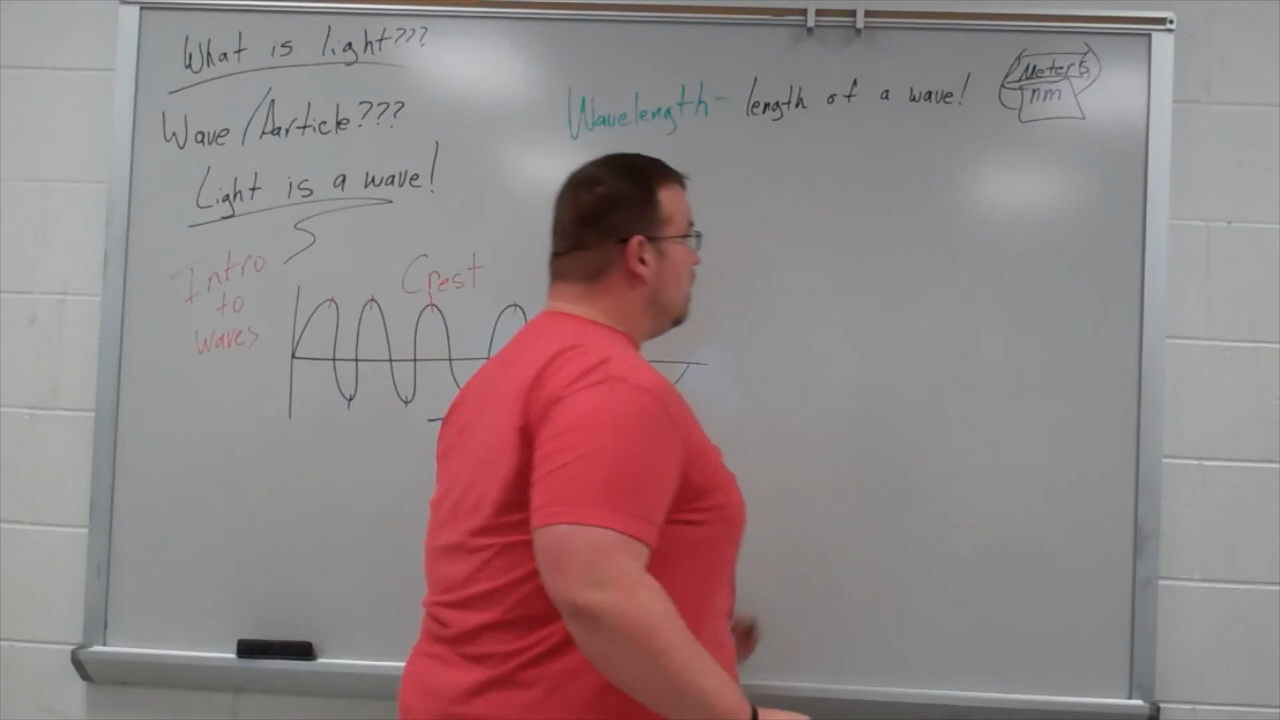 What is light???
Wave/Particle???
Light is a wave!
Intro
to
waves
Crest
Wavelength - length of a wave!
Meters
nm